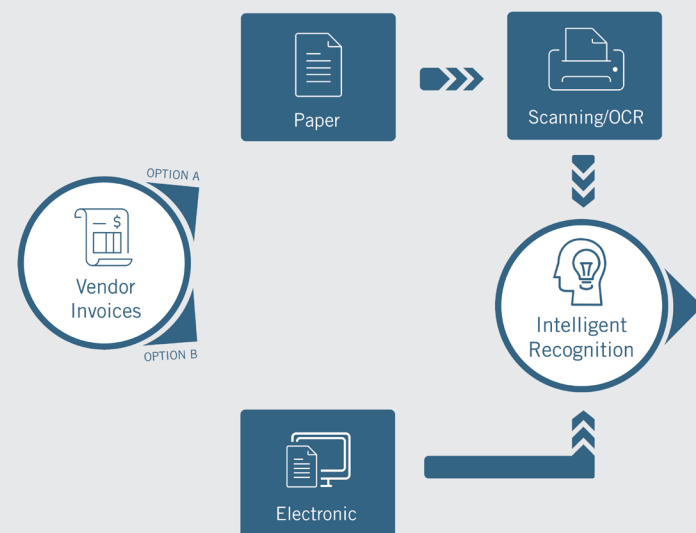 Paper
Scanning/OCR
OPTION A
$
Vendor
Invoices
OPTION B
Intelligent
Recognition
Electronic